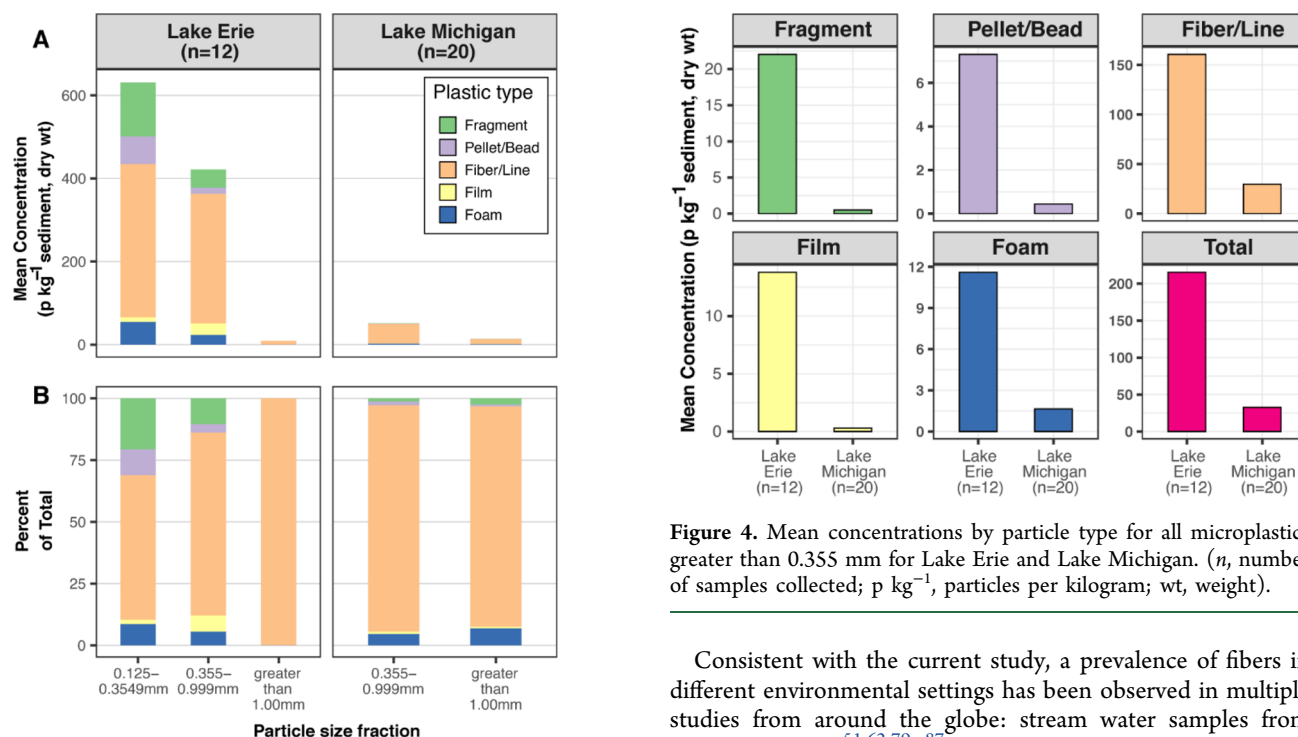 A
Lake Erie
(n=12)
Lake Michigan
(n=20)
Mean Concentration
(p kg⁻¹ sediment, dry wt)
600
400
200
0
Plastic type
Fragment
Pellet/Bead
Fiber/Line
Film
Foam
B
Percent
of Total
100
75
50
25
0
0.125–
0.3549mm
0.355–
0.999mm
greater
than
1.00mm
0.355–
0.999mm
greater
than
1.00mm
Particle size fraction
Mean Concentration (p kg⁻¹ sediment, dry wt)
Fragment
20
15
10
5
0
Pellet/Bead
6
4
2
0
Fiber/Line
150
100
50
0
Film
10
5
0
Foam
12
9
6
3
0
Total
200
150
100
50
0
Lake
Erie
(n=12)
Lake
Michigan
(n=20)
Lake
Erie
(n=12)
Lake
Michigan
(n=20)
Lake
Erie
(n=12)
Lake
Michigan
(n=20)
Figure 4. Mean concentrations by particle type for all microplastic
greater than 0.355 mm for Lake Erie and Lake Michigan. (n, numbe
of samples collected; p kg⁻¹, particles per kilogram; wt, weight).
Consistent with the current study, a prevalence of fibers i
different environmental settings has been observed in multipl
studies from around the globe: stream water samples from